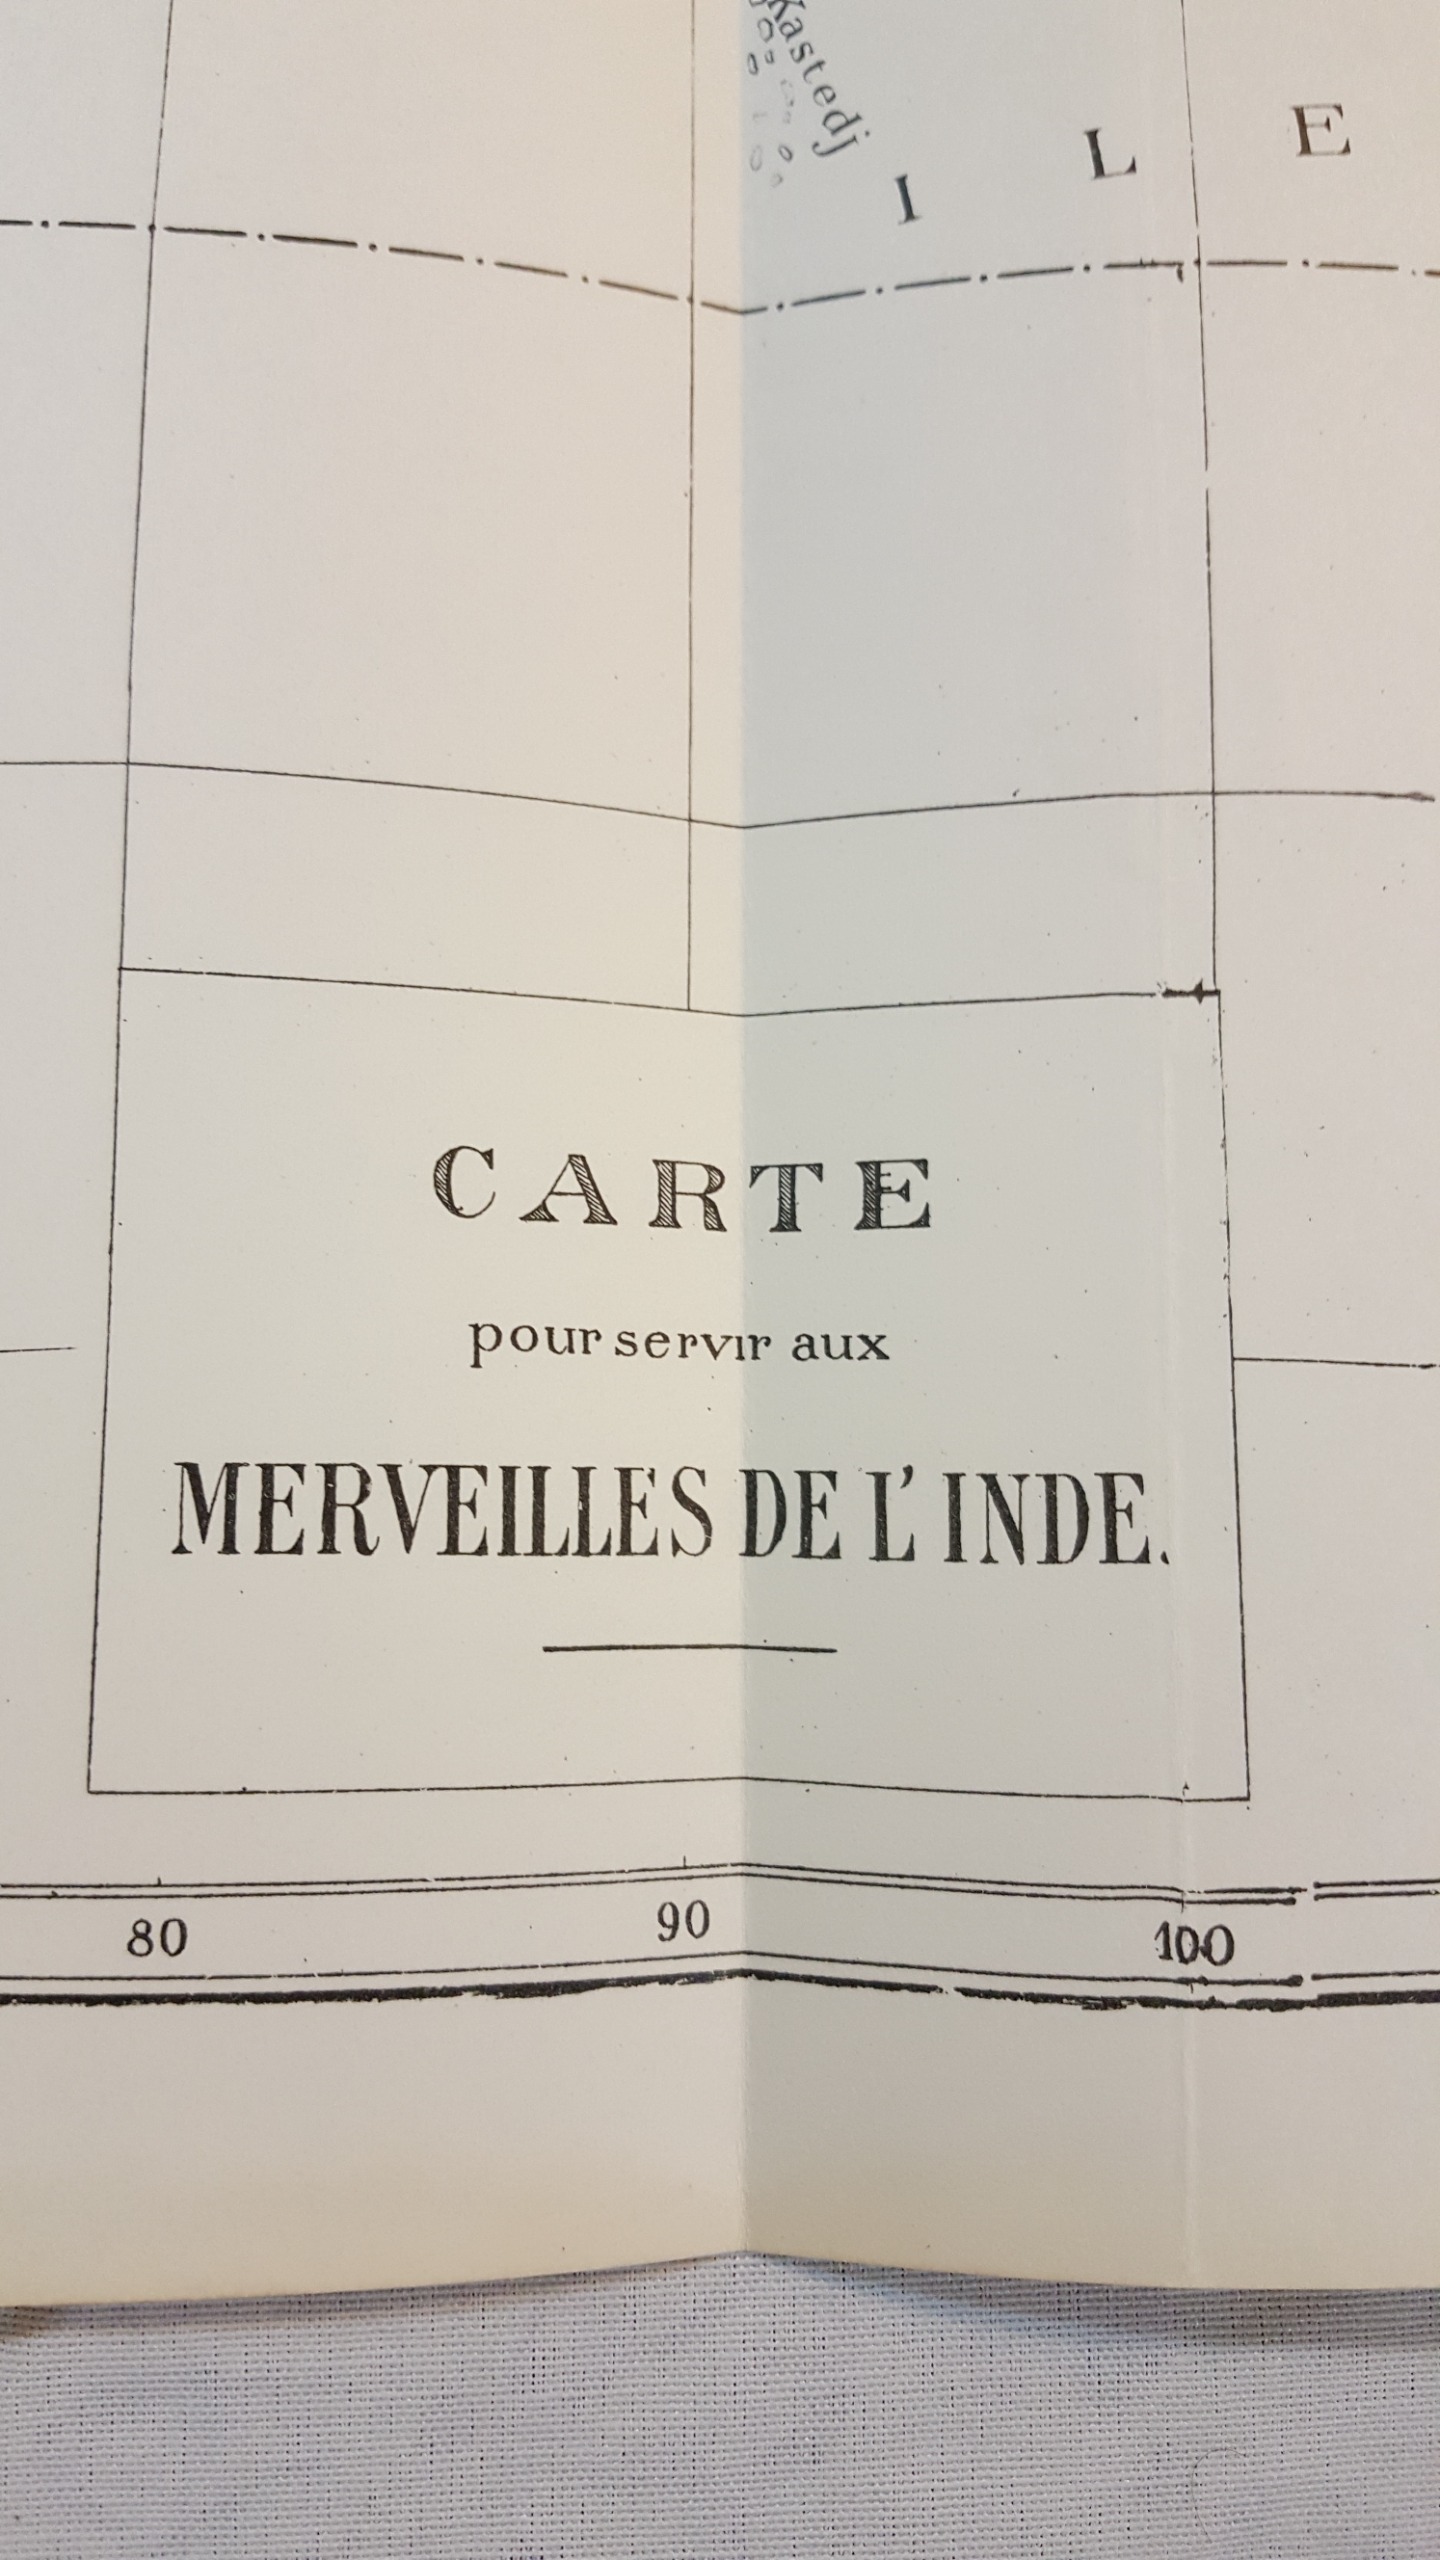 Kastedj
I L E
CARTE
pour servir aux
MERVEILLES DE L'INDE.
80 90 100